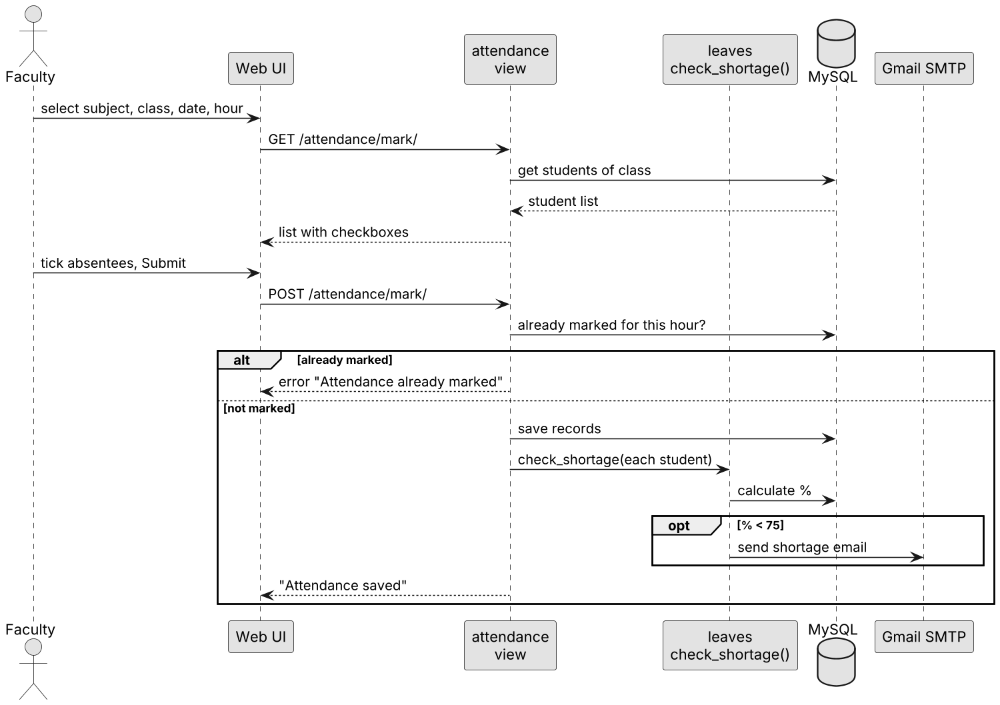 Faculty
Web UI
attendance
view
leaves
check_shortage()
MySQL
Gmail SMTP
select subject, class, date, hour
GET /attendance/mark/
get students of class
student list
list with checkboxes
tick absentees, Submit
POST /attendance/mark/
already marked for this hour?
alt [already marked]
error "Attendance already marked"
[not marked]
save records
check_shortage(each student)
calculate %
opt [% < 75]
send shortage email
"Attendance saved"
Faculty
Web UI
attendance
view
leaves
check_shortage()
MySQL
Gmail SMTP